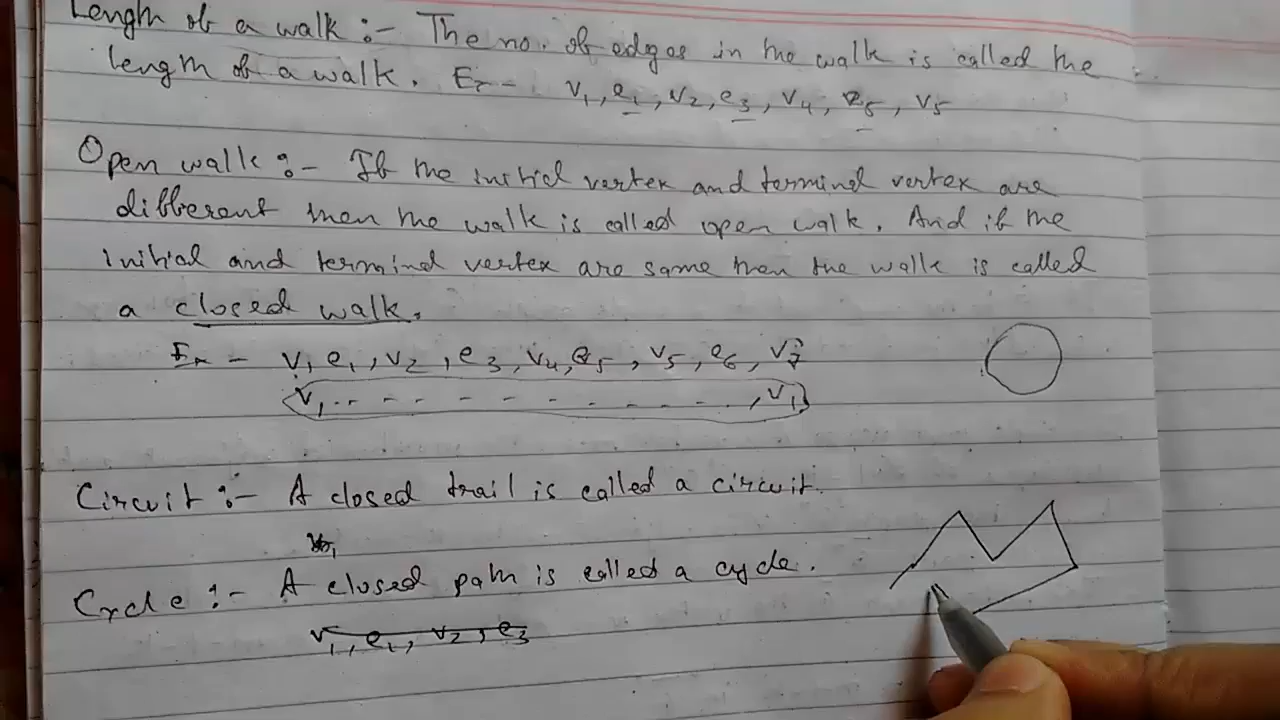 Length of a walk :- The no. of edges in the walk is called the
length of a walk. Ex- v1, e1, v2, e3, v4, e5, v5
Open walk :- If the initial vertex and terminal vertex are
different then the walk is called open walk. And if the
initial and terminal vertex are same then the walk is called
a closed walk.
Ex - v1 e1, v2, e3, v4, e5, v5, e6, v7
v1 . . - - - - - - - - . . , v1
Circuit :- A closed trail is called a circuit.
Cycle :- A closed path is called a cycle.
v1, e1, v2, e3